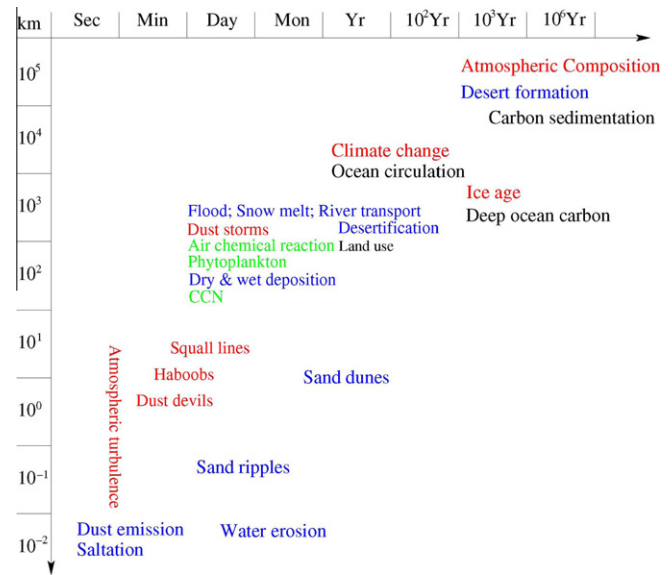 km Sec Min Day Mon Yr 10²Yr 10³Yr 10⁶Yr
10⁵
Atmospheric Composition
Desert formation
Carbon sedimentation
10⁴
Climate change
Ocean circulation
10³
Ice age
Deep ocean carbon
Flood; Snow melt; River transport
Dust storms
Desertification
Air chemical reaction
Land use
Phytoplankton
10²
Dry & wet deposition
CCN
10¹
Squall lines
Atmospheric turbulence
Haboobs
Sand dunes
10⁰
Dust devils
10⁻¹
Sand ripples
Dust emission
Water erosion
10⁻²
Saltation